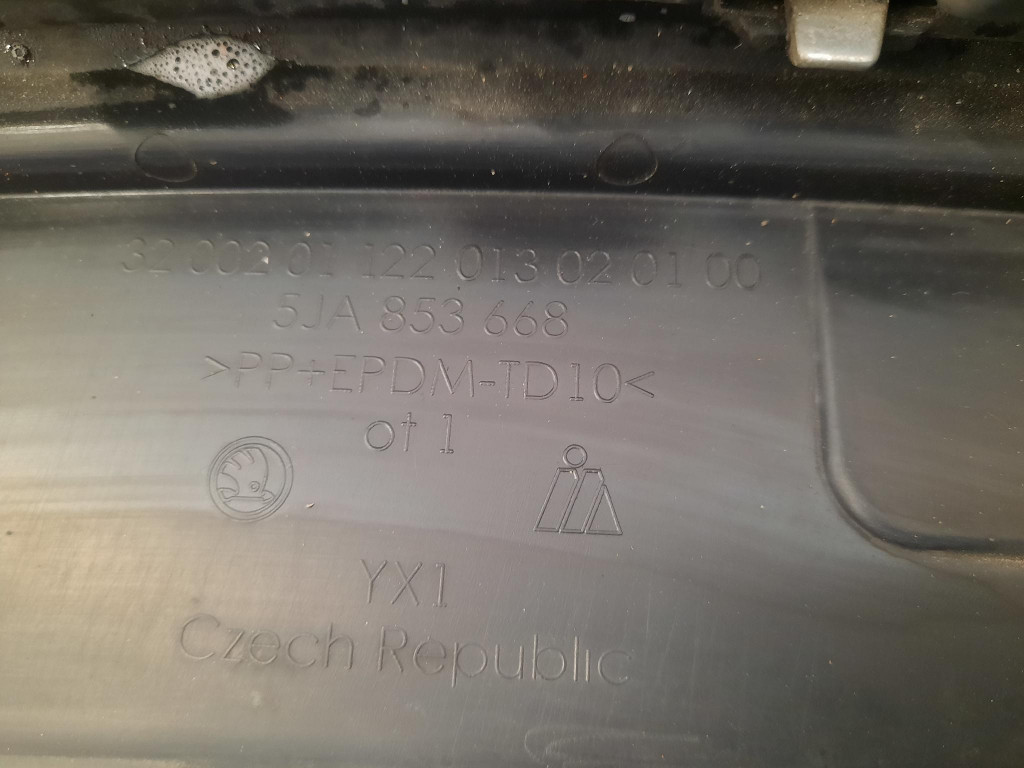 32 002 01 122 013 02 01 00
5JA 853 668
>PP+EPDM-TD10<
ot 1
YX1
Czech Republic